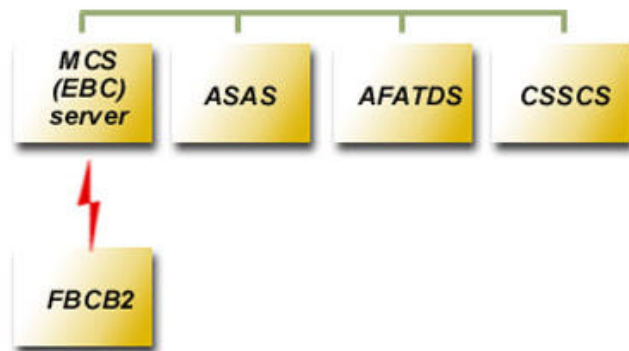 MCS
(EBC)
server
ASAS
AFATDS
CSSCS
FBCB2